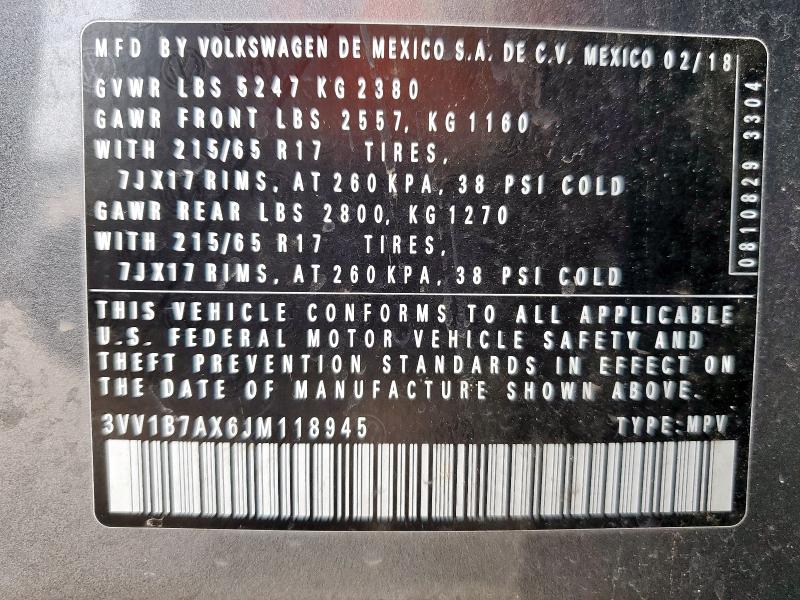 MFD BY VOLKSWAGEN DE MEXICO S.A. DE C.V. MEXICO 02/18
GVWR LBS 5247 KG 2380
GAWR FRONT LBS 2557, KG 1160
WITH 215/65 R17 TIRES,
7JX17 RIMS, AT 260 KPA, 38 PSI COLD
GAWR REAR LBS 2800, KG 1270
WITH 215/65 R17 TIRES,
7JX17 RIMS, AT 260 KPA, 38 PSI COLD
0810829 3304
THIS VEHICLE CONFORMS TO ALL APPLICABLE
U.S. FEDERAL MOTOR VEHICLE SAFETY AND
THEFT PREVENTION STANDARDS IN EFFECT ON
THE DATE OF MANUFACTURE SHOWN ABOVE.
3VV1B7AX6JM118945 TYPE: MPV